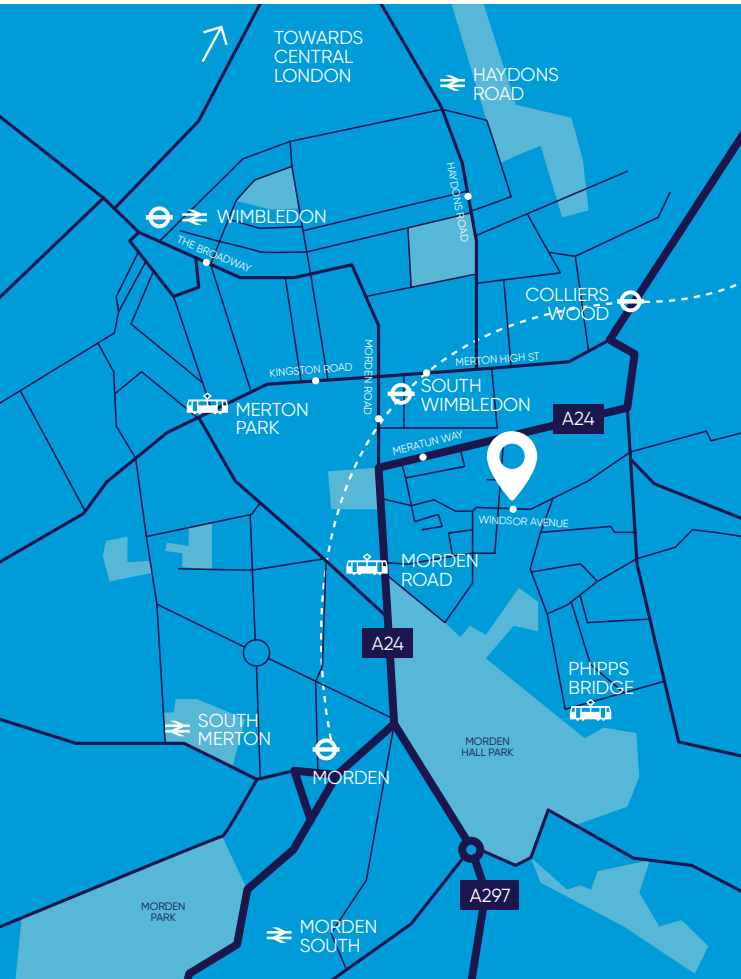 TOWARDS
CENTRAL
LONDON
HAYDONS
ROAD
HAYDONS ROAD
WIMBLEDON
THE BROADWAY
COLLIERS
WOOD
MERTON HIGH ST
KINGSTON ROAD
MORDEN ROAD
SOUTH
WIMBLEDON
MERTON
PARK
A24
MERATUN WAY
WINDSOR AVENUE
MORDEN
ROAD
A24
PHIPPS
BRIDGE
SOUTH
MERTON
MORDEN
HALL PARK
MORDEN
A297
MORDEN
PARK
MORDEN
SOUTH